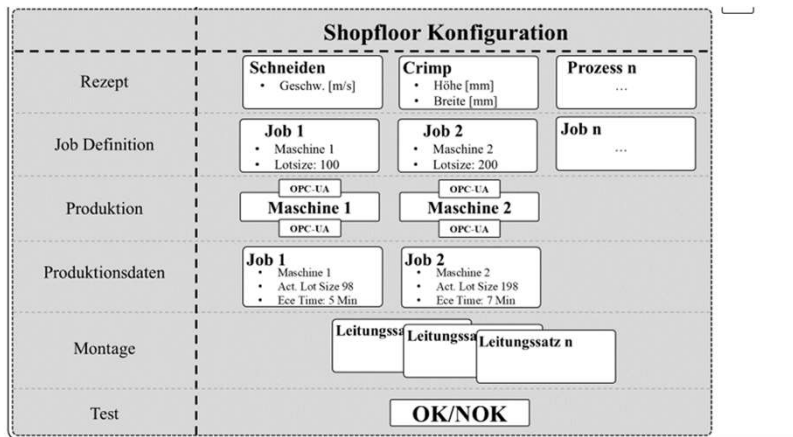 Shopfloor Konfiguration
Rezept
Schneiden
• Geschw. [m/s]
Crimp
• Höhe [mm]
• Breite [mm]
Prozess n
...
Job Definition
Job 1
• Maschine 1
• Lotsize: 100
Job 2
• Maschine 2
• Lotsize: 200
Job n
...
Produktion
OPC-UA
Maschine 1
OPC-UA
OPC-UA
Maschine 2
OPC-UA
Produktionsdaten
Job 1
• Maschine 1
• Act. Lot Size 98
• Ece Time: 5 Min
Job 2
• Maschine 2
• Act. Lot Size 198
• Ece Time: 7 Min
Montage
Leitungssa
Leitungssa
Leitungssatz n
Test
OK/NOK